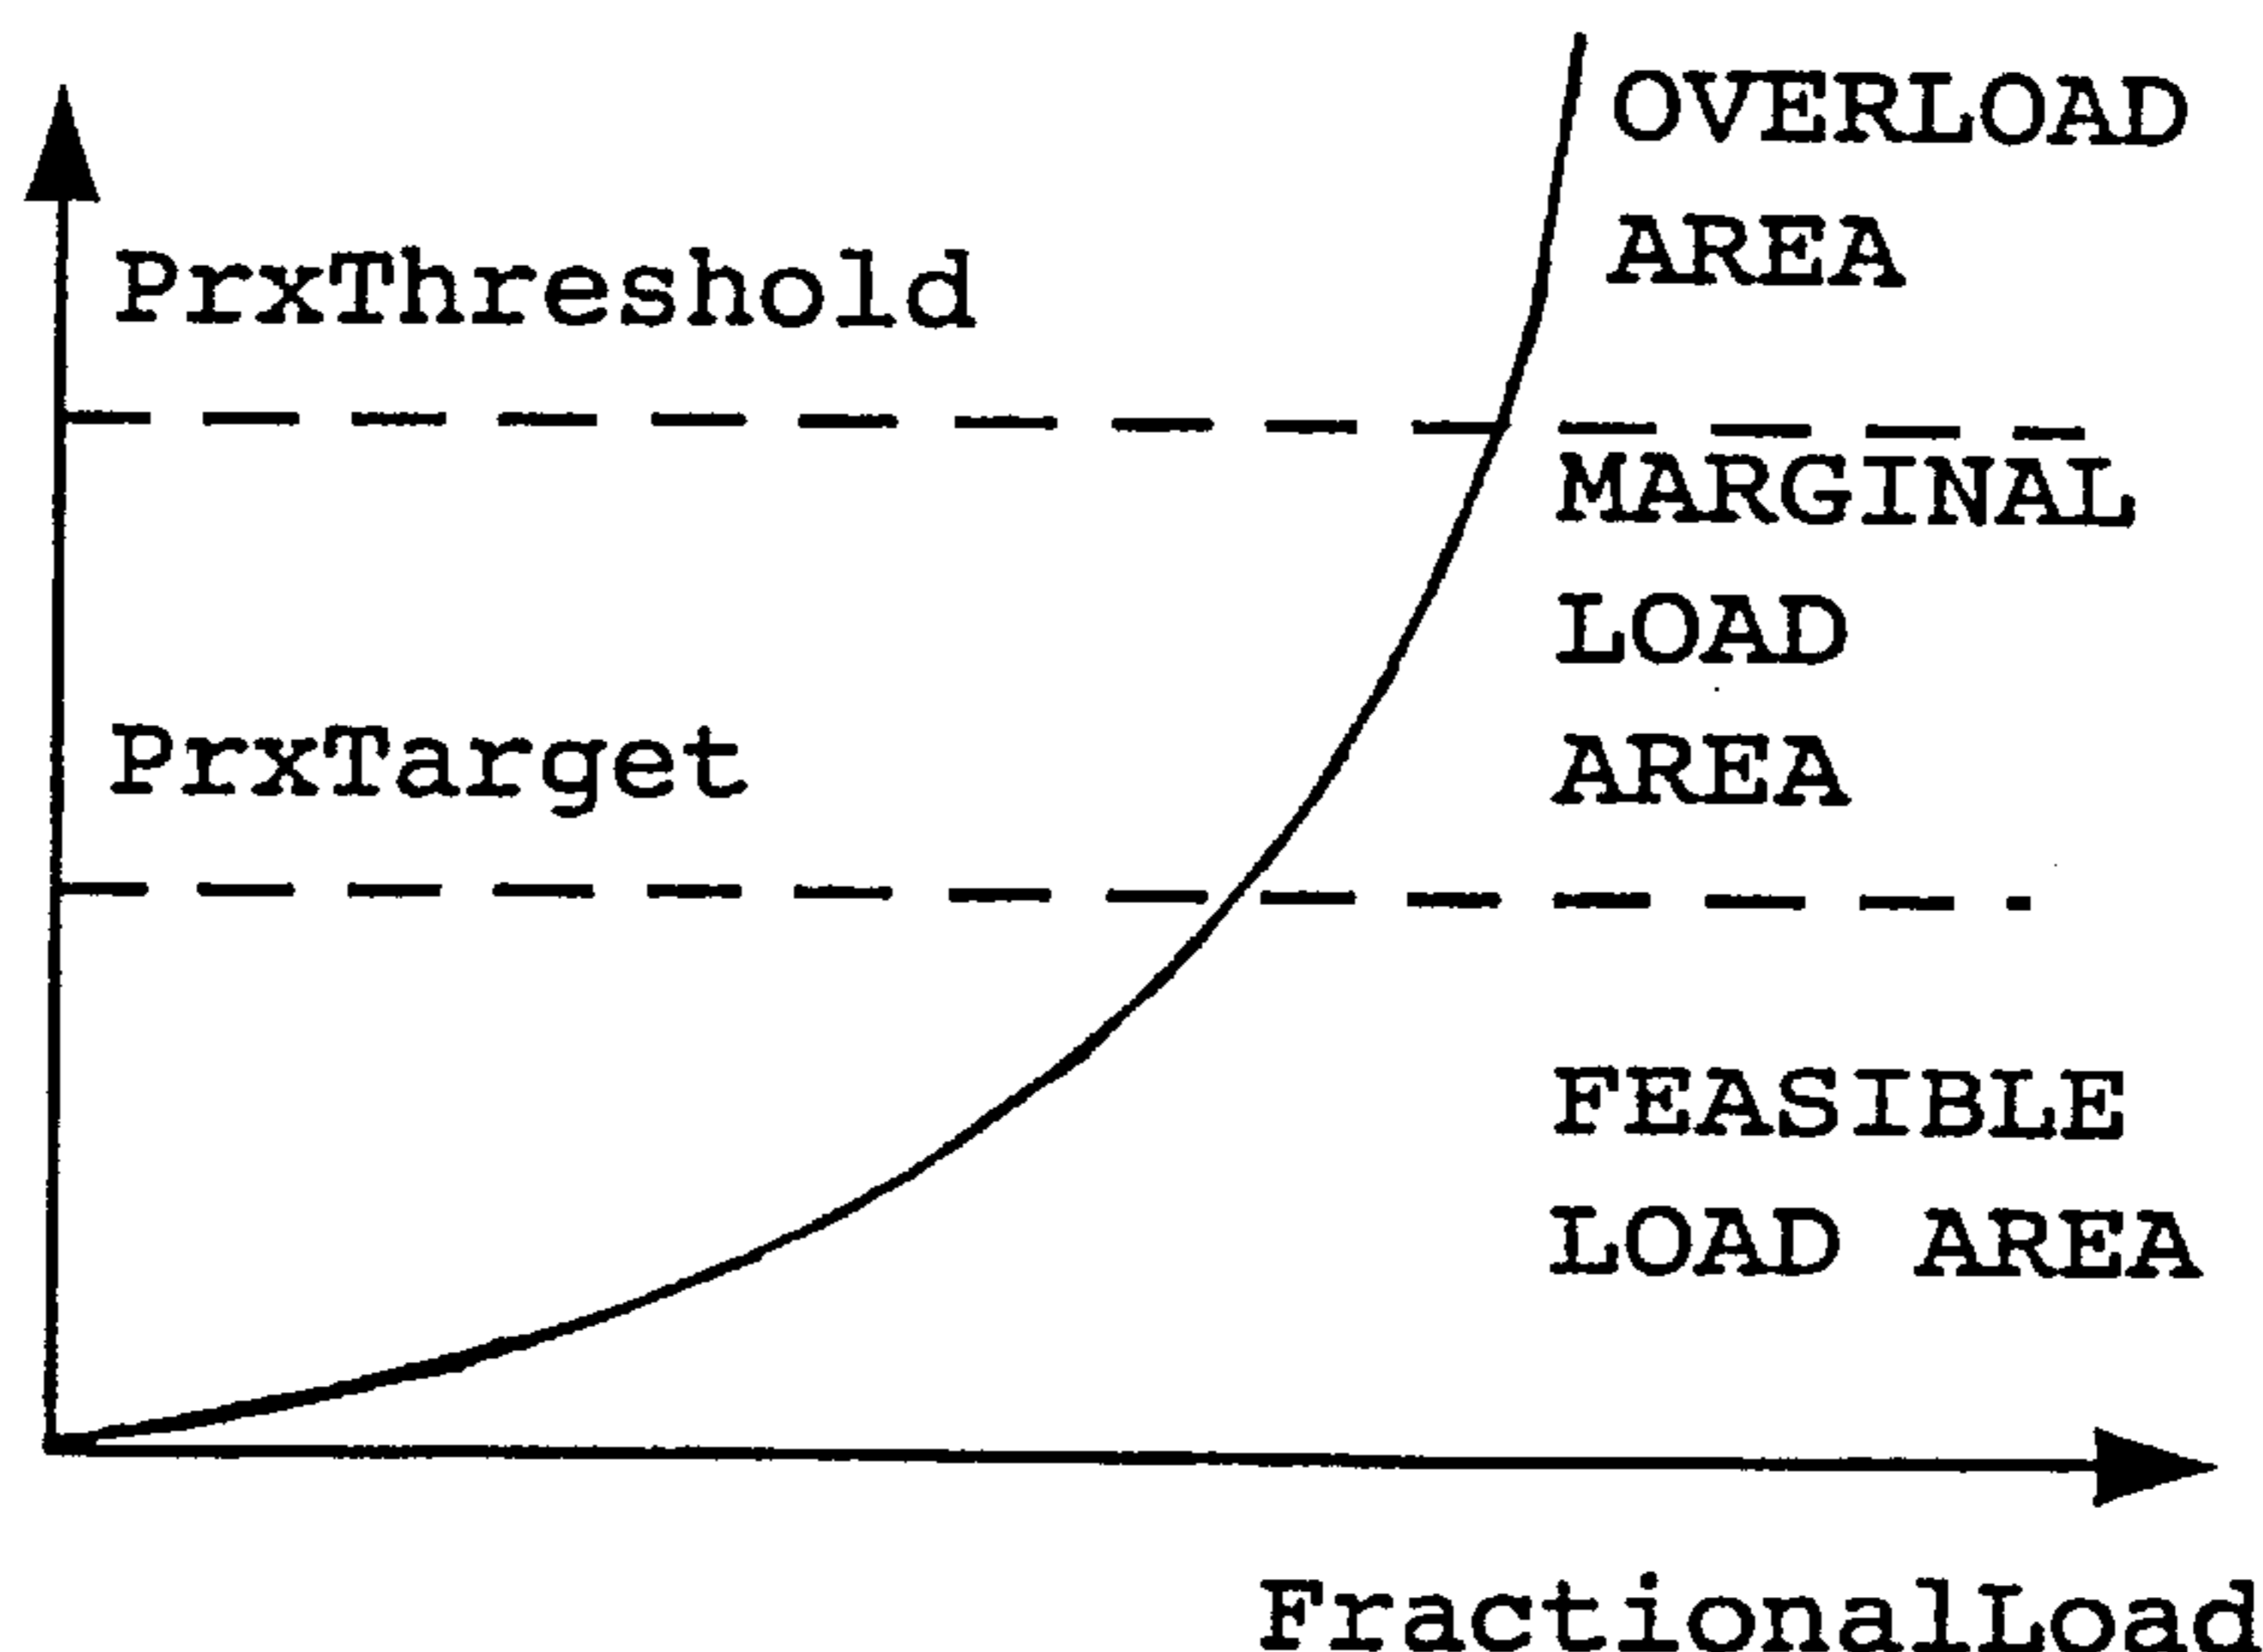 OVERLOAD
AREA
PrxThreshold
MARGINAL
LOAD
AREA
PrxTarget
FEASIBLE
LOAD AREA
FractionalLoad